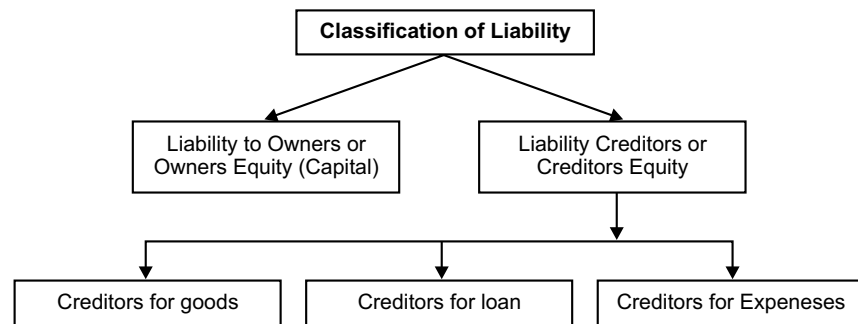 Classification of Liability
Liability to Owners or
Owners Equity (Capital)
Liability Creditors or
Creditors Equity
Creditors for goods
Creditors for loan
Creditors for Expeneses